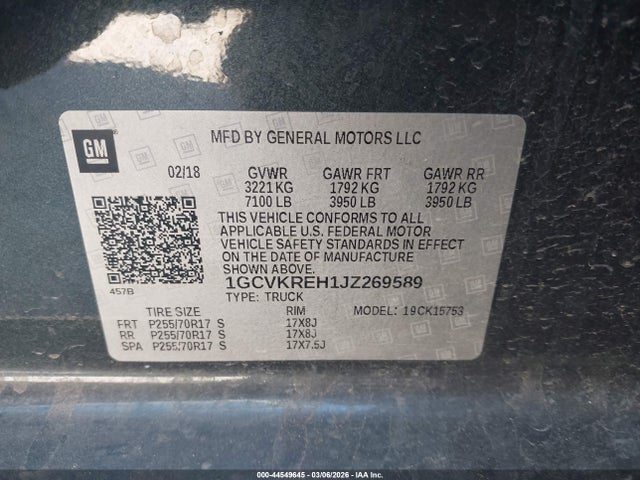 GM
MFD BY GENERAL MOTORS LLC
02/18 GVWR GAWR FRT GAWR RR
3221 KG 1792 KG 1792 KG
7100 LB 3950 LB 3950 LB
THIS VEHICLE CONFORMS TO ALL
APPLICABLE U.S. FEDERAL MOTOR
VEHICLE SAFETY STANDARDS IN EFFECT
ON THE DATE OF MANUFACTURE
SHOWN ABOVE.
457B
1GCVKREH1JZ269589
TYPE: TRUCK
TIRE SIZE RIM MODEL: 19CK15753
FRT P255/70R17 S 17X8J
RR P255/70R17 S 17X8J
SPA P255/70R17 S 17X7.5J
000-44549645 - 03/06/2026 - IAA Inc.